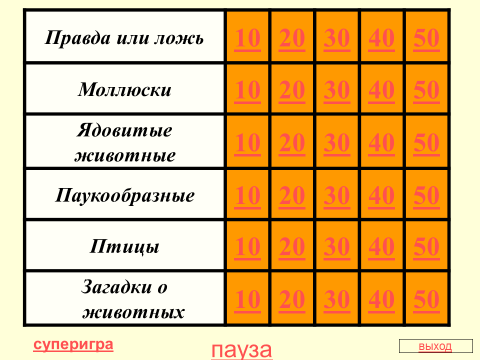 Правда или ложь 10 20 30 40 50
Моллюски 10 20 30 40 50
Ядовитые
животные 10 20 30 40 50
Паукообразные 10 20 30 40 50
Птицы 10 20 30 40 50
Загадки о
животных 10 20 30 40 50
суперигра
пауза
выход